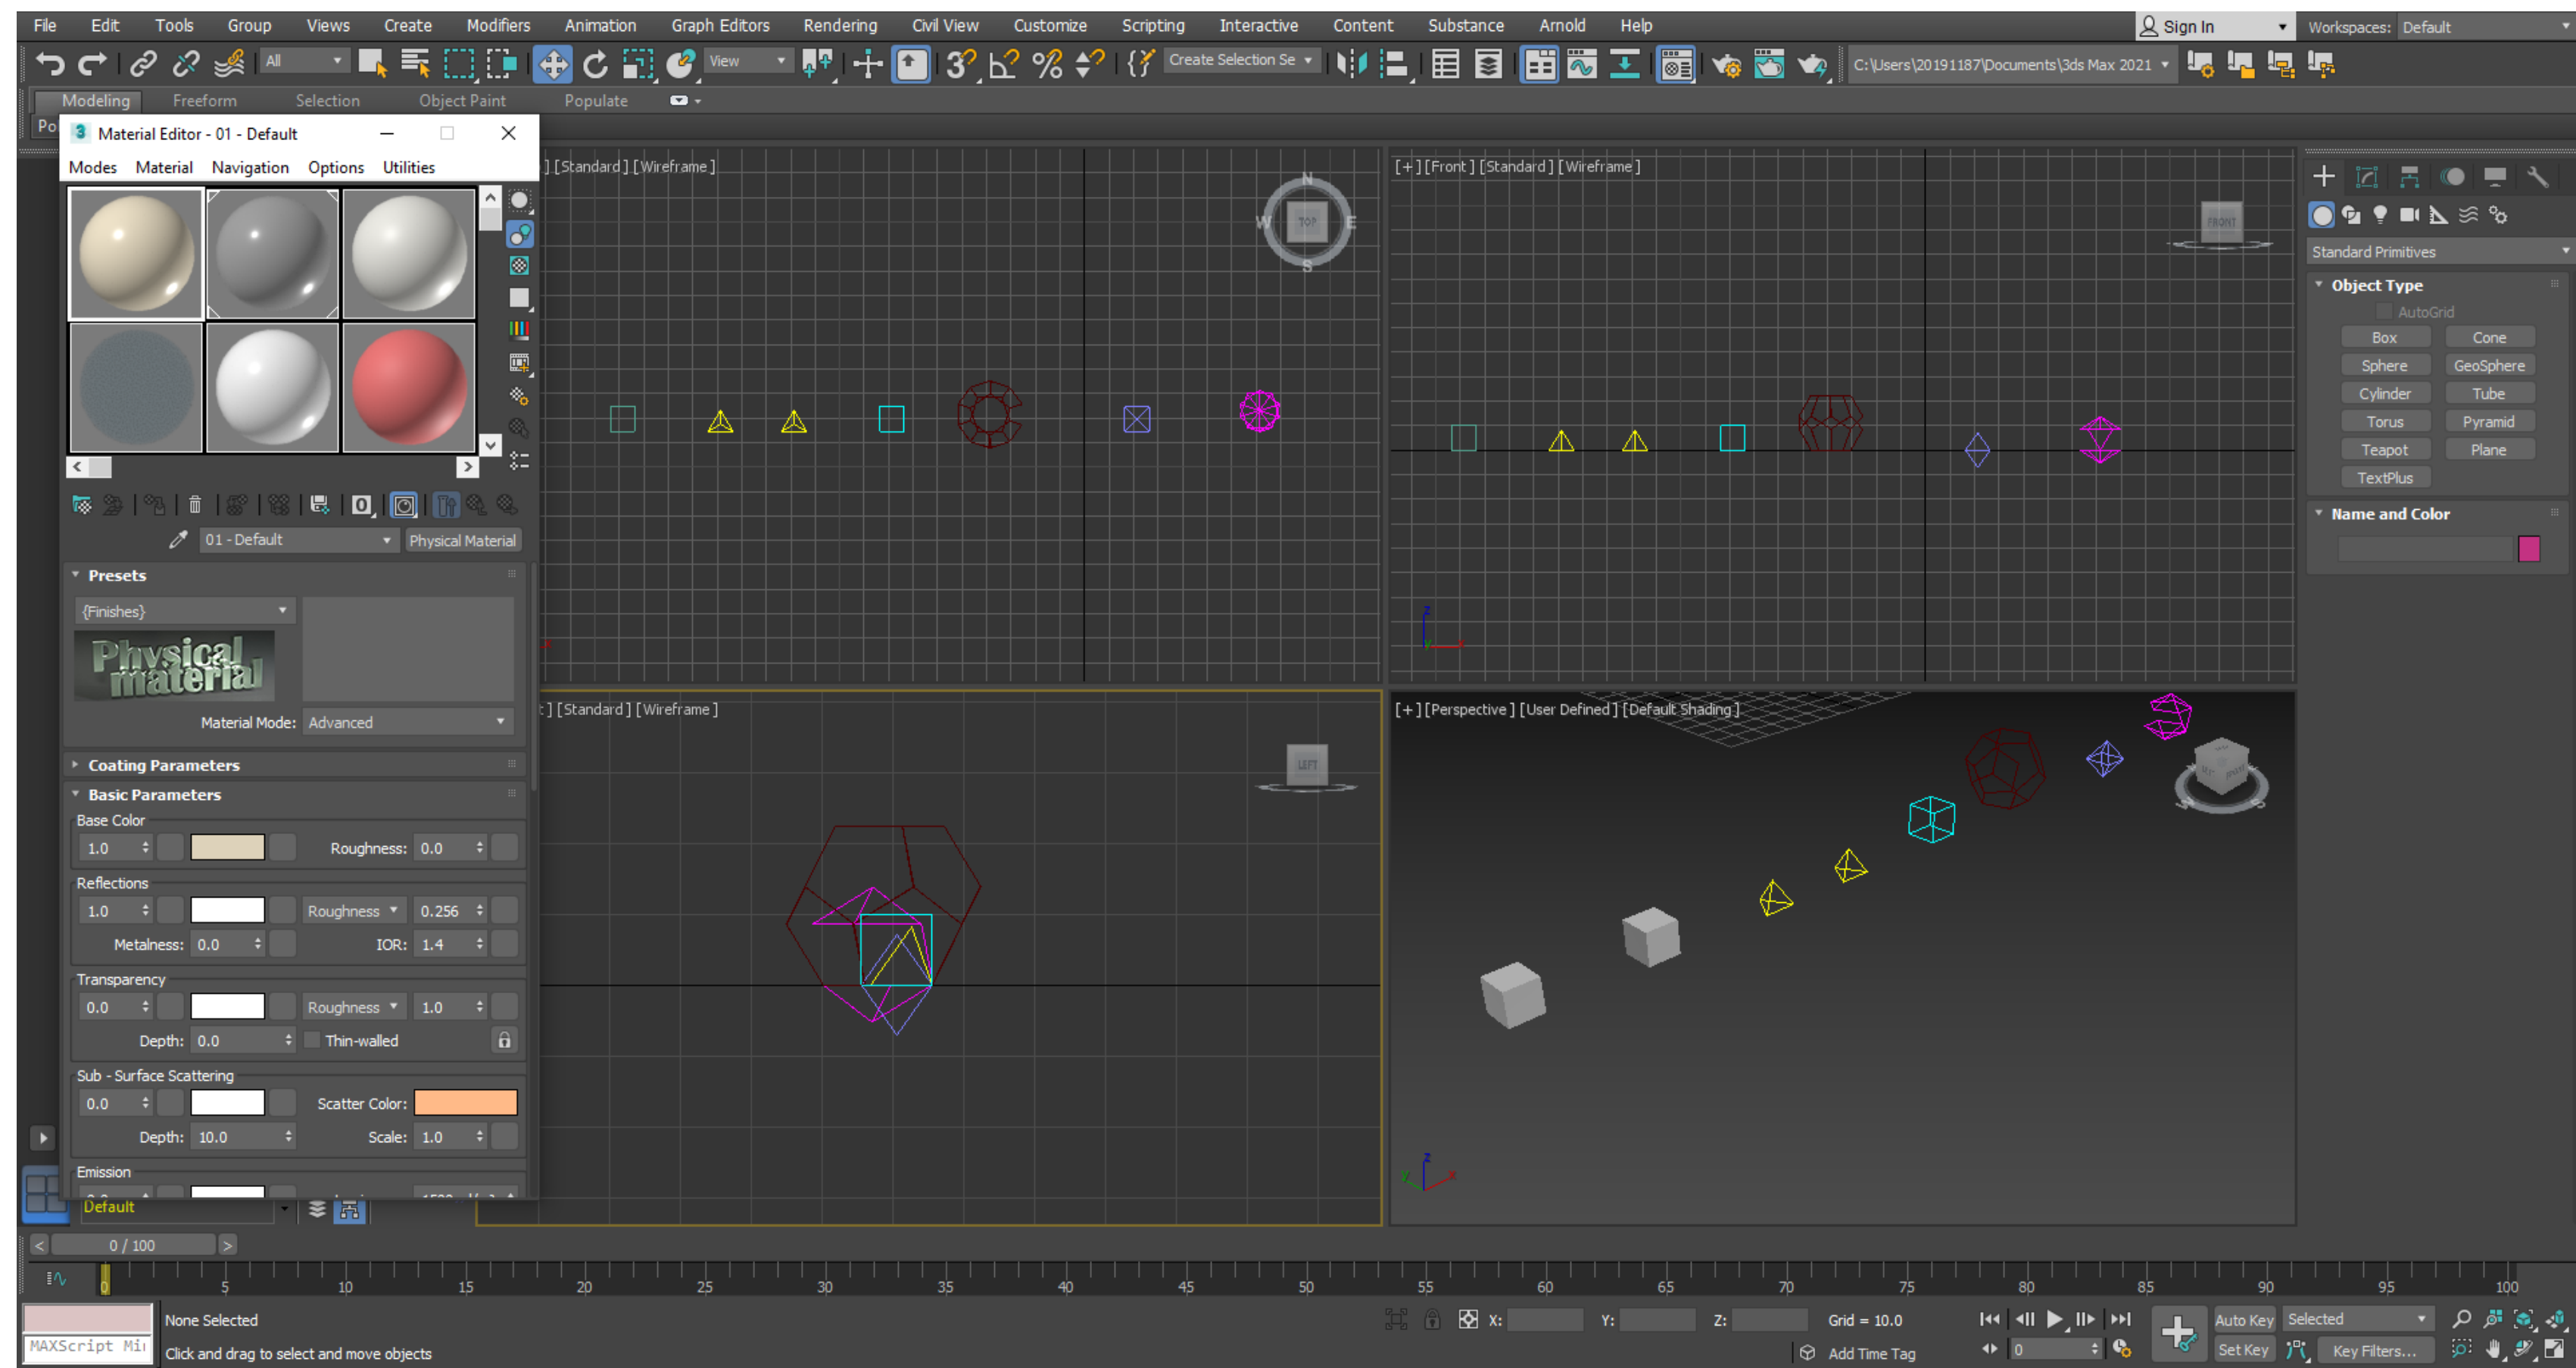 File Edit Tools Group Views Create Modifiers Animation Graph Editors Rendering Civil View Customize Scripting Interactive Content Substance Arnold Help Sign In Workspaces: Default
All View Create Selection Se C:\Users\20191187\Documents\3ds Max 2021
Modeling Freeform Selection Object Paint Populate
Po
3 Material Editor - 01 - Default
Modes Material Navigation Options Utilities
] [Standard] [Wireframe]
N
W TOP E
S
[+] [Front] [Standard] [Wireframe]
FRONT
Standard Primitives
Object Type
AutoGrid
Box Cone
Sphere GeoSphere
Cylinder Tube
Torus Pyramid
Teapot Plane
TextPlus
Name and Color
01 - Default Physical Material
Presets
{Finishes}
Physical
material
Material Mode: Advanced
Coating Parameters
Basic Parameters
Base Color
1.0 Roughness: 0.0
Reflections
1.0 Roughness 0.256
Metalness: 0.0 IOR: 1.4
Transparency
0.0 Roughness 1.0
Depth: 0.0 Thin-walled
Sub - Surface Scattering
0.0 Scatter Color:
Depth: 10.0 Scale: 1.0
Emission
Default
t] [Standard] [Wireframe]
LEFT
[+] [Perspective] [User Defined] [Default Shading]
z
y x
z
y x
0 / 100
0 5 10 15 20 25 30 35 40 45 50 55 60 65 70 75 80 85 90 95 100
None Selected X: Y: Z: Grid = 10.0 Auto Key Selected
MAXScript Mi Click and drag to select and move objects Add Time Tag 0 Set Key Key Filters...